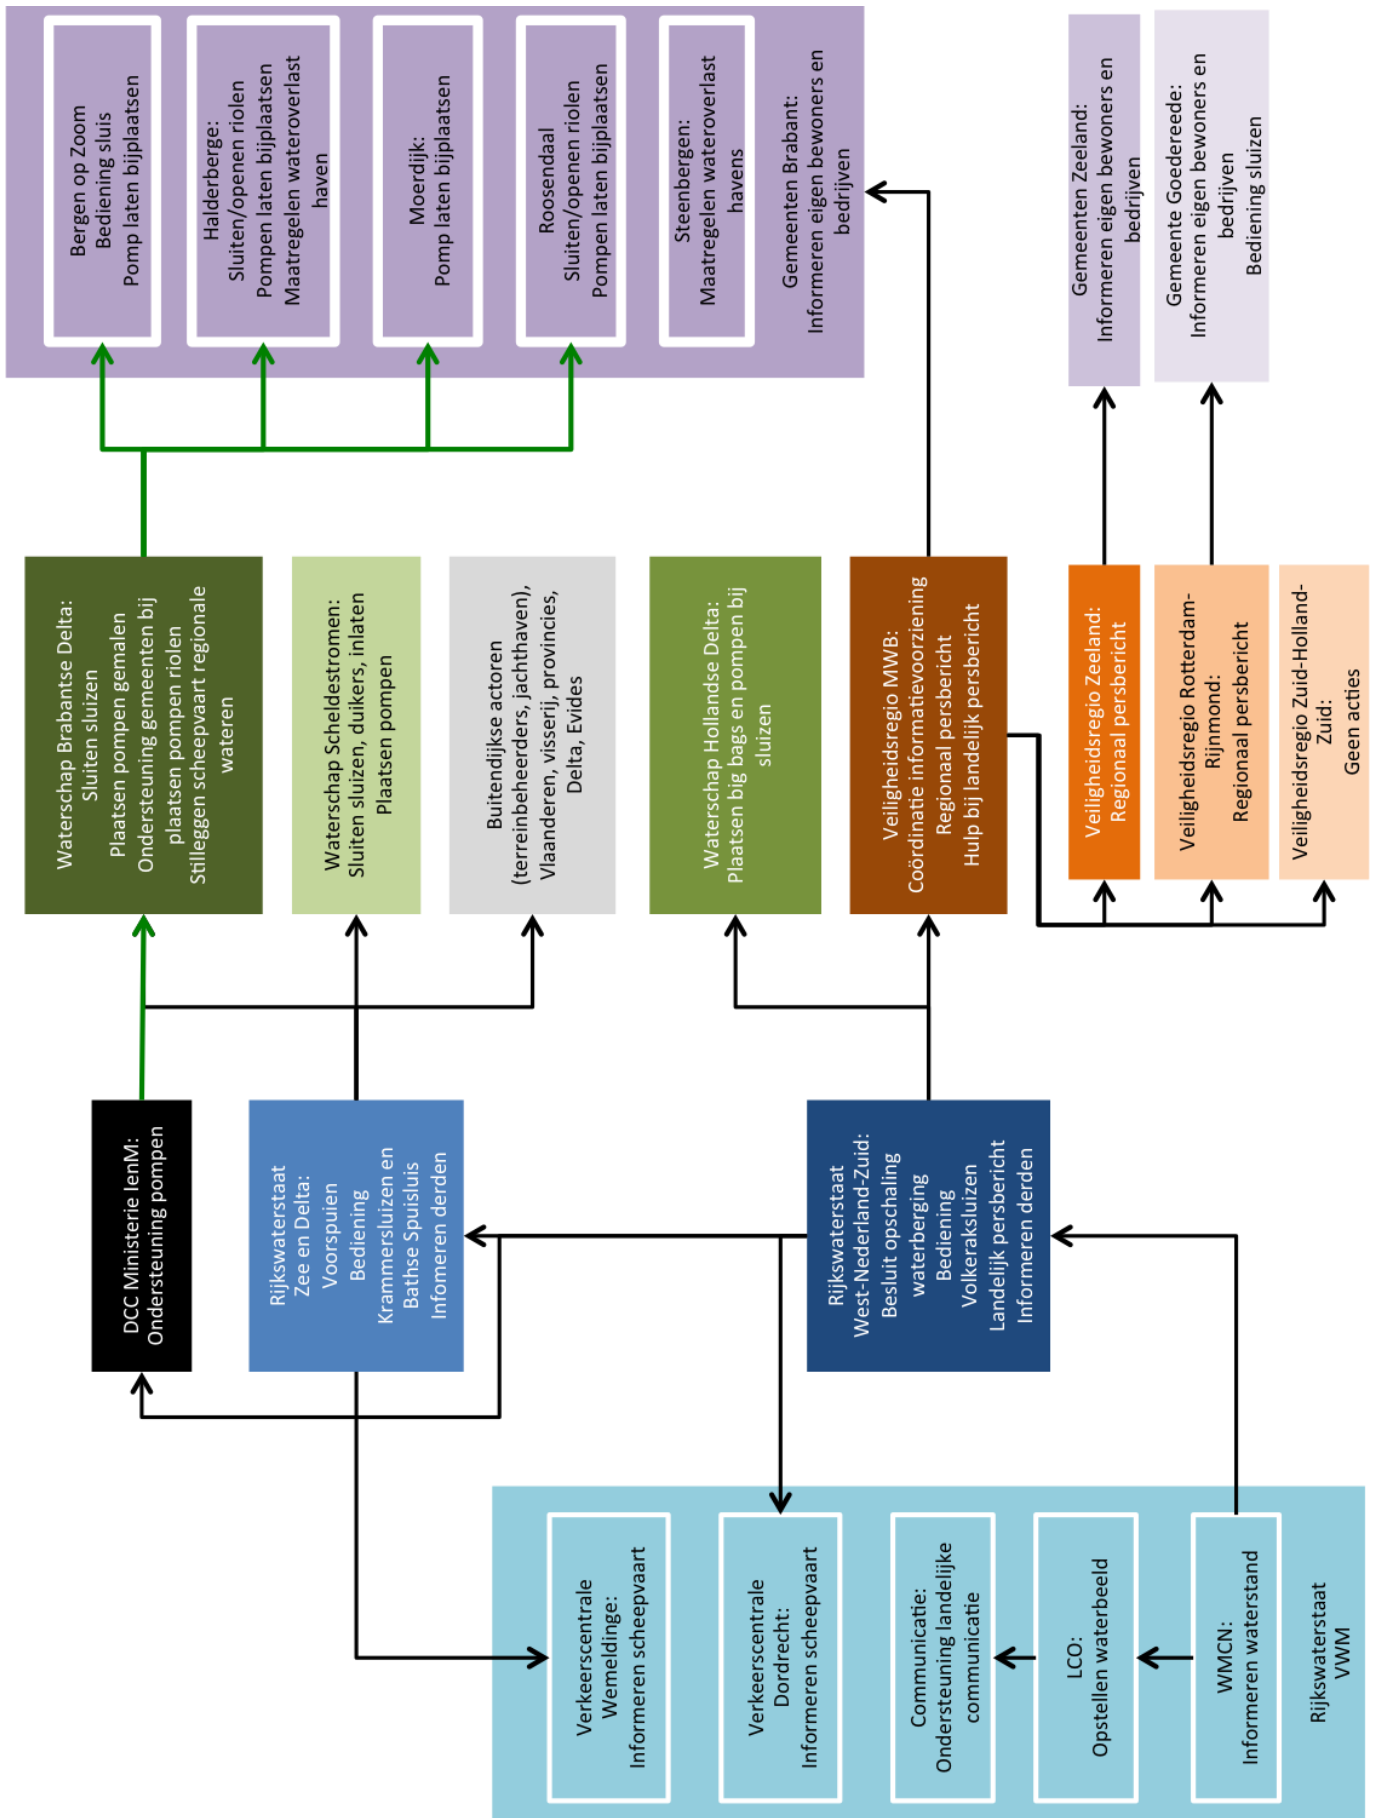 Verkeerscentrale
Wemeldinge:
Informeren scheepvaart
Verkeerscentrale
Dordrecht:
Informeren scheepvaart
Communicatie:
Ondersteuning landelijke
communicatie
LCO:
Opstellen waterbeeld
WMCN:
Informeren waterstand
Rijkswaterstaat
VWM
DCC Ministerie IenM:
Ondersteuning pompen
Rijkswaterstaat
Zee en Delta:
Voorspuien
Bediening
Krammersluizen en
Bathse Spuisluis
Infomeren derden
Rijkswaterstaat
West-Nederland-Zuid:
Besluit opschaling
waterberging
Bediening
Volkeraksluizen
Landelijk persbericht
Informeren derden
Waterschap Brabantse Delta:
Sluiten sluizen
Plaatsen pompen gemalen
Ondersteuning gemeenten bij
plaatsen pompen riolen
Stilleggen scheepvaart regionale
wateren
Waterschap Scheldestromen:
Sluiten sluizen, duikers, inlaten
Plaatsen pompen
Buitendijkse actoren
(terreinbeheerders, jachthaven),
Vlaanderen, visserij, provincies,
Delta, Evides
Waterschap Hollandse Delta:
Plaatsen big bags en pompen bij
sluizen
Veiligheidsregio MWB:
Coördinatie informatievoorziening
Regionaal persbericht
Hulp bij landelijk persbericht
Veiligheidsregio Zeeland:
Regionaal persbericht
Veiligheidsregio Rotterdam-
Rijnmond:
Regionaal persbericht
Veiligheidsregio Zuid-Holland-
Zuid:
Geen acties
Bergen op Zoom
Bediening sluis
Pomp laten bijplaatsen
Halderberge:
Sluiten/openen riolen
Pompen laten bijplaatsen
Maatregelen wateroverlast
haven
Moerdijk:
Pomp laten bijplaatsen
Roosendaal
Sluiten/openen riolen
Pompen laten bijplaatsen
Steenbergen:
Maatregelen wateroverlast
havens
Gemeenten Brabant:
Informeren eigen bewoners en
bedrijven
Gemeenten Zeeland:
Informeren eigen bewoners en
bedrijven
Gemeente Goedereede:
Informeren eigen bewoners en
bedrijven
Bediening sluizen